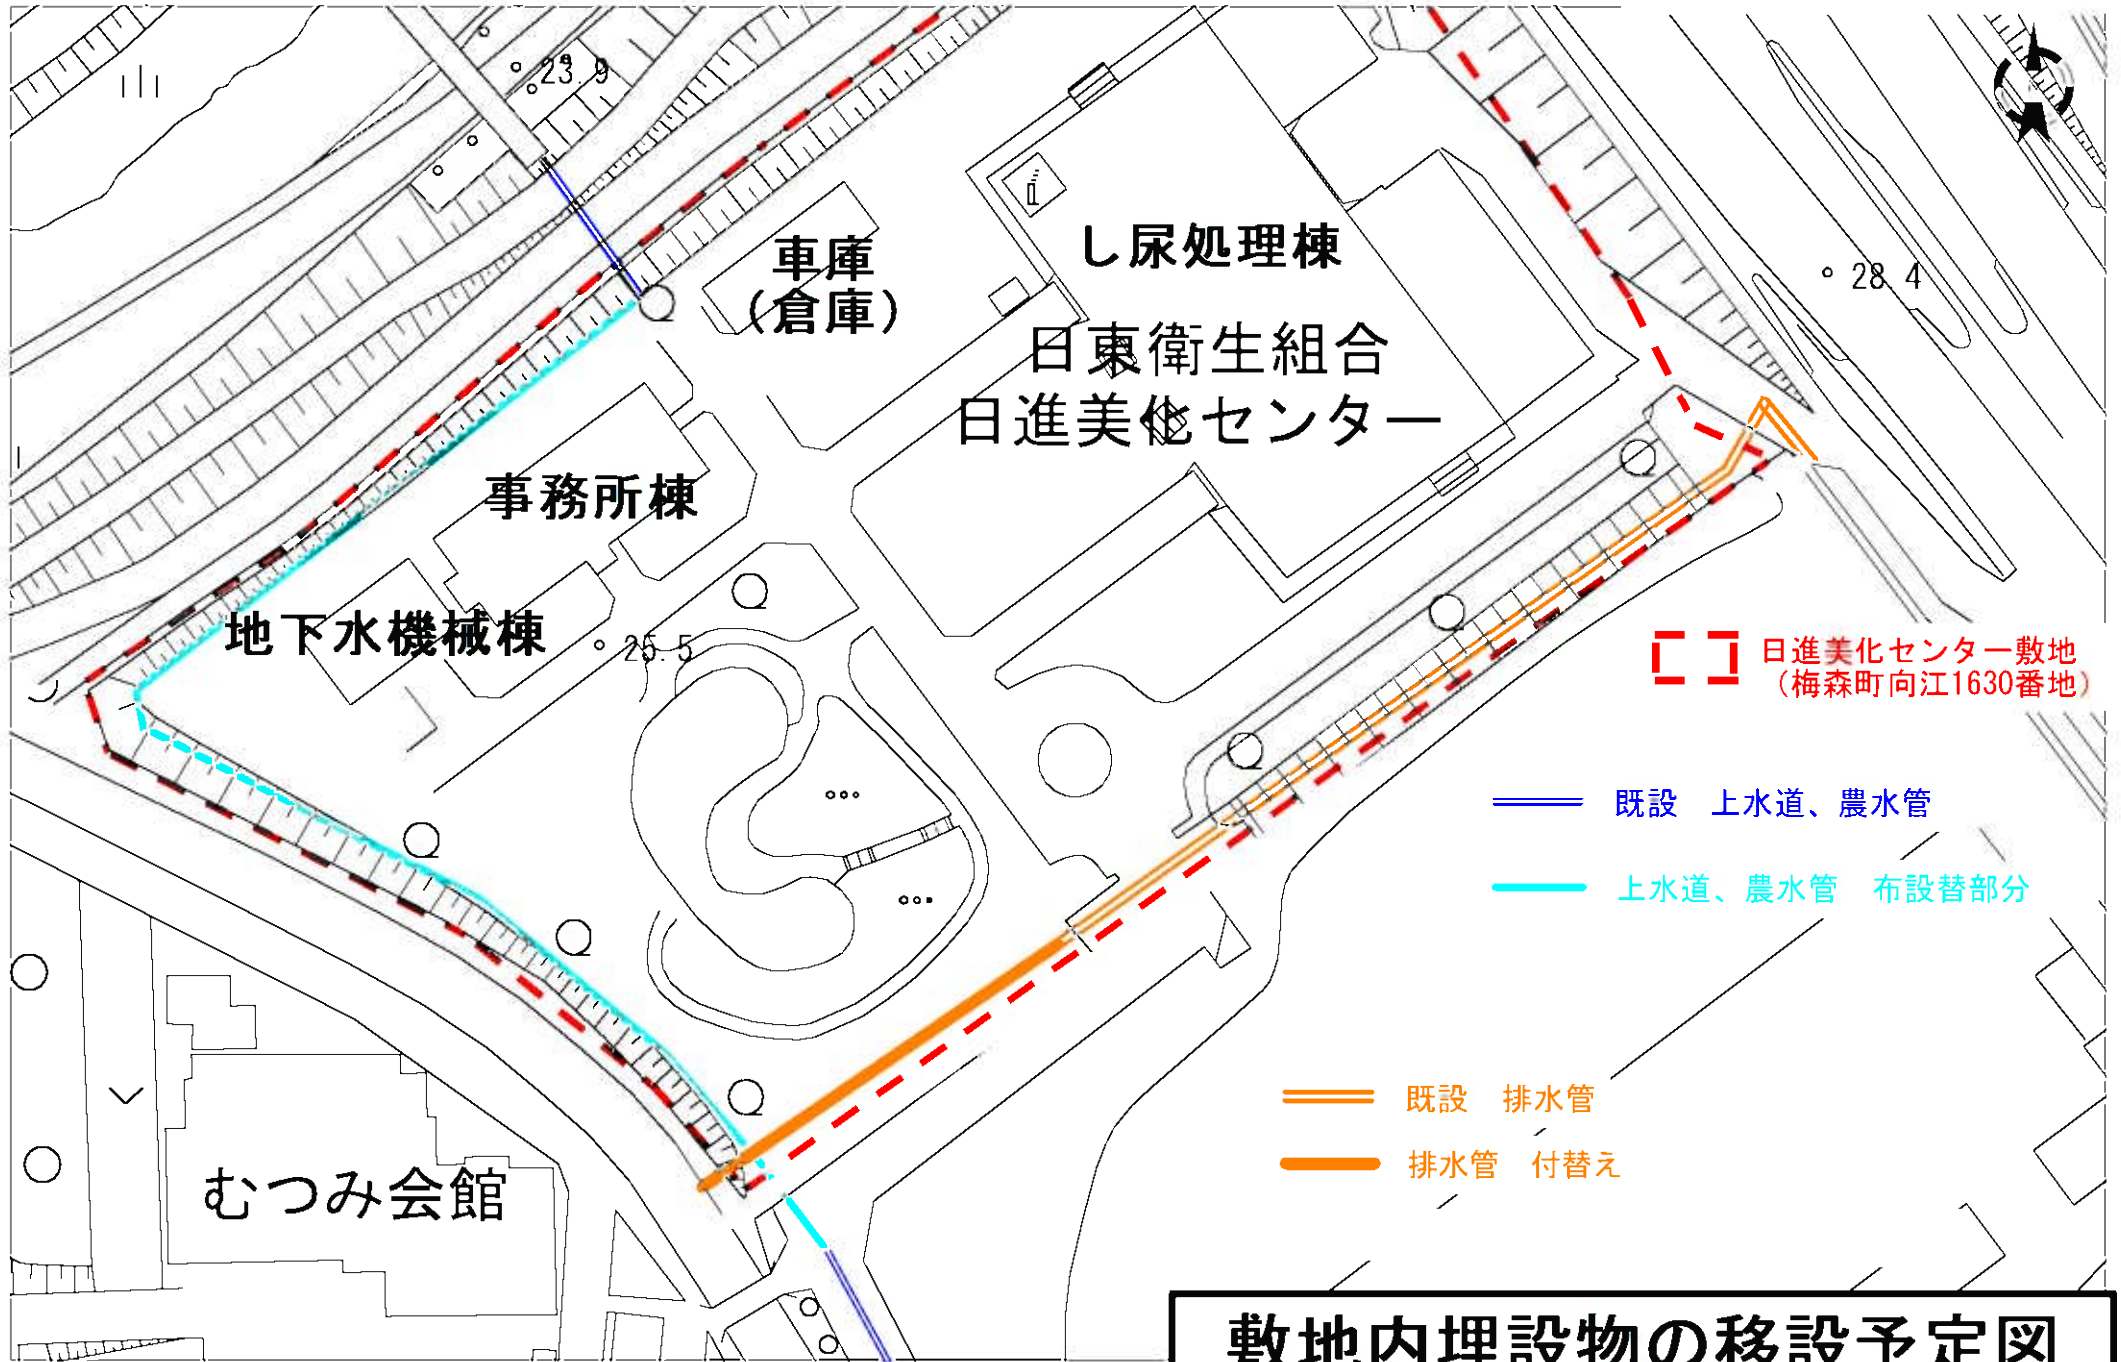 23.9
車庫
（倉庫）
し尿処理棟
28.4
日東衛生組合
日進美化センター
事務所棟
地下水機械棟
25.5
日進美化センター敷地
（梅森町向江1630番地）
既設　上水道、農水管
上水道、農水管　布設替部分
既設　排水管
排水管　付替え
むつみ会館
敷地内埋設物の移設予定図